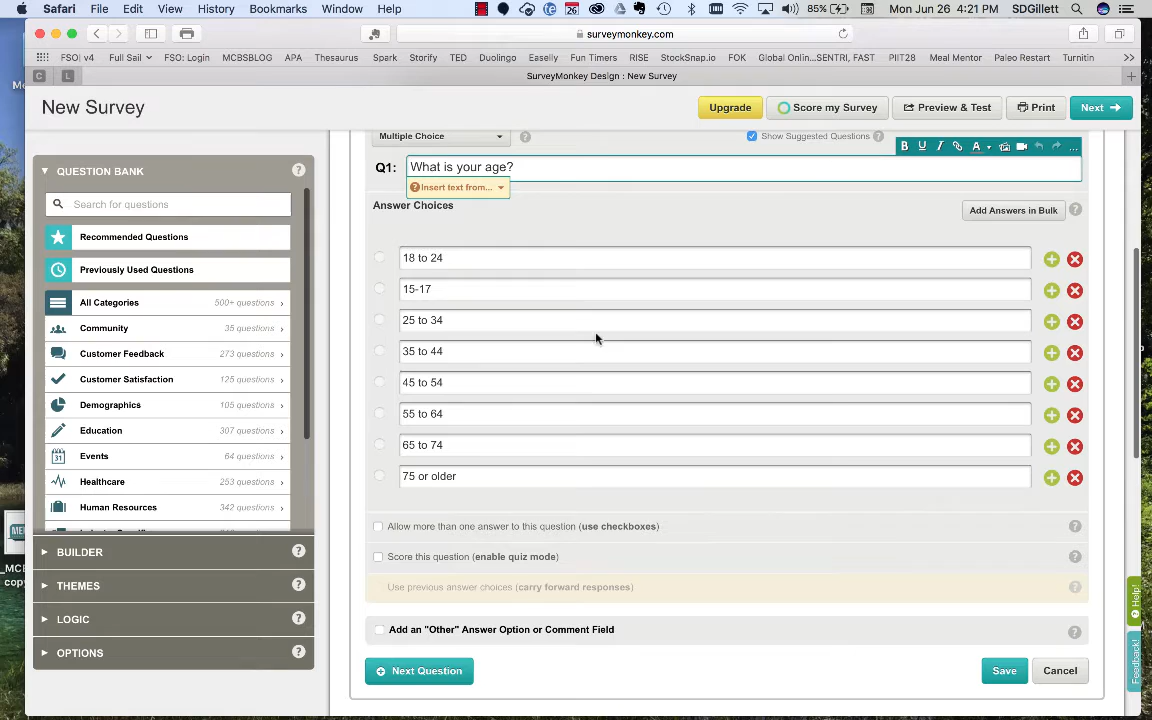 Safari File Edit View History Bookmarks Window Help 26 85% Mon Jun 26 4:21 PM SDGillett
surveymonkey.com
FSO! v4 Full Sail FSO: Login MCBSBLOG APA Thesaurus Spark Storify TED Duolingo Easelly Fun Timers RISE StockSnap.io FOK Global Onlin...SENTRI, FAST PIIT28 Meal Mentor Paleo Restart Turnitin
C L SurveyMonkey Design : New Survey
New Survey
Upgrade
Score my Survey
Preview & Test
Print
Next
QUESTION BANK
Search for questions
Recommended Questions
Previously Used Questions
All Categories 500+ questions
Community 35 questions
Customer Feedback 273 questions
Customer Satisfaction 125 questions
Demographics 105 questions
Education 307 questions
Events 64 questions
Healthcare 253 questions
Human Resources 342 questions
BUILDER
THEMES
LOGIC
OPTIONS
Multiple Choice
Show Suggested Questions
B U I A ...
Q1: What is your age?
Insert text from...
Answer Choices
Add Answers in Bulk
18 to 24
15-17
25 to 34
35 to 44
45 to 54
55 to 64
65 to 74
75 or older
Allow more than one answer to this question (use checkboxes)
Score this question (enable quiz mode)
Use previous answer choices (carry forward responses)
Add an "Other" Answer Option or Comment Field
Next Question
Save
Cancel
Help!
Feedback!
_MCB
copy